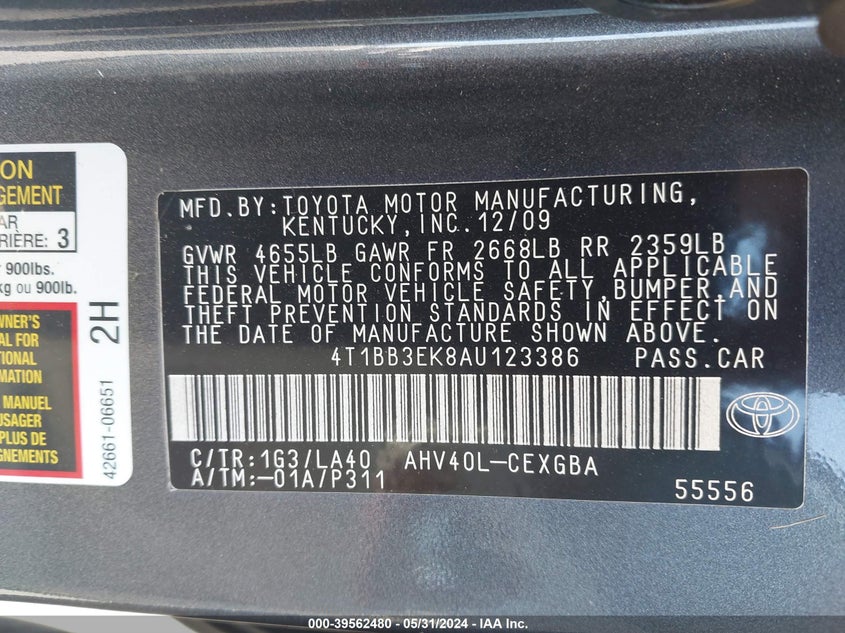 ON
GEMENT
AR
RIÈRE: 3
900lbs.
kg ou 900lb.
2H
WNER'S
AL FOR
TIONAL
RMATION
MANUEL
USAGER
PLUS DE
GNEMENTS
42661-06651
MFD.BY:TOYOTA MOTOR MANUFACTURING,
KENTUCKY,INC.12/09
GVWR 4655LB GAWR FR 2668LB RR 2359LB
THIS VEHICLE CONFORMS TO ALL APPLICABLE
FEDERAL MOTOR VEHICLE SAFETY,BUMPER,AND
THEFT PREVENTION STANDARDS IN EFFECT ON
THE DATE OF MANUFACTURE SHOWN ABOVE.
4T1BB3EK8AU123386 PASS.CAR
C/TR:1G3/LA40 AHV40L-CEXGBA
A/TM:-01A/P311
55556
000-39562480 - 05/31/2024 - IAA Holdings, LLC.